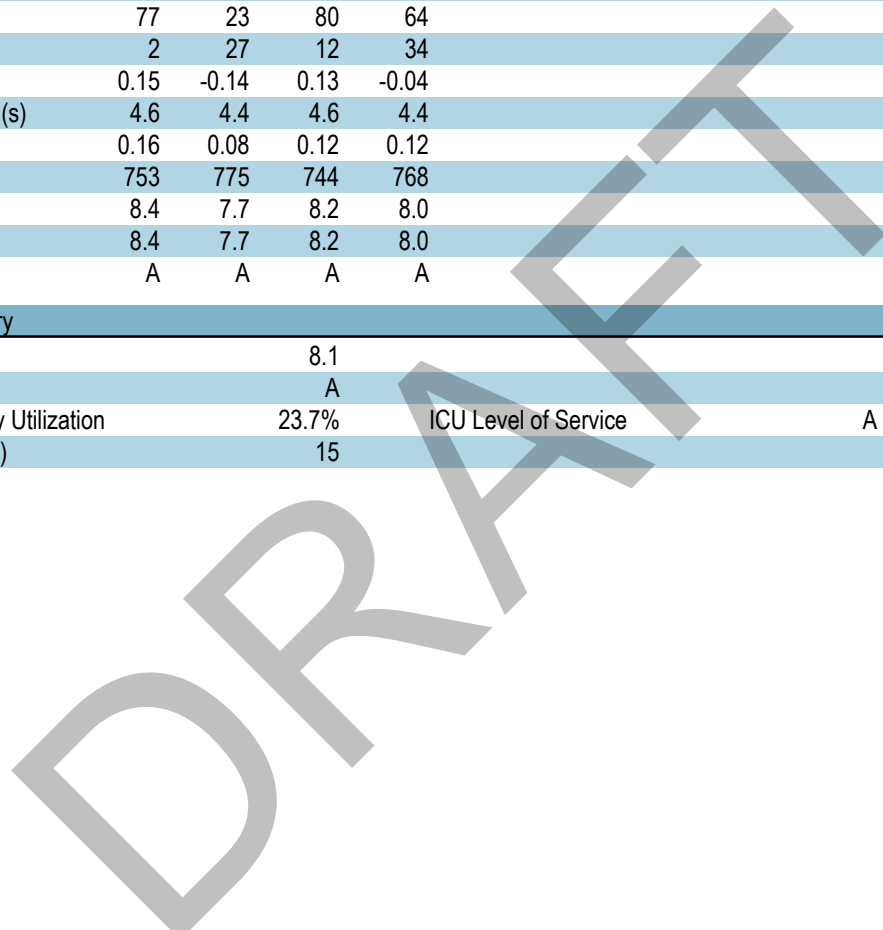 77 23 80 64
2 27 12 34
0.15 -0.14 0.13 -0.04
(s) 4.6 4.4 4.6 4.4
0.16 0.08 0.12 0.12
753 775 744 768
8.4 7.7 8.2 8.0
8.4 7.7 8.2 8.0
A A A A
ry
8.1
A
y Utilization 23.7% ICU Level of Service A
) 15
DRAFT